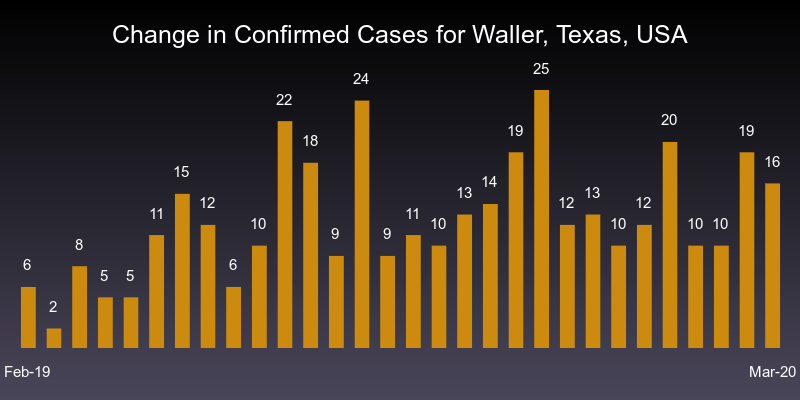 Change in Confirmed Cases for Waller, Texas, USA
6 2 8 5 5 11 15 12 6 10 22 18 9 24 9 11 10 13 14 19 25 12 13 10 12 20 10 10 19 16
Feb-19 Mar-20